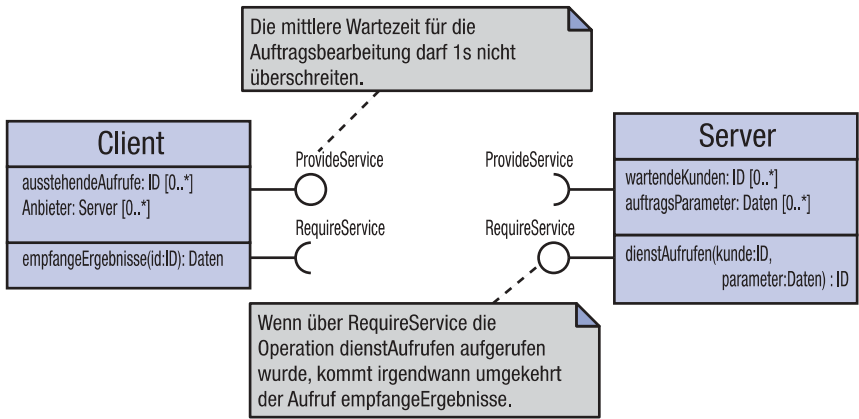 Die mittlere Wartezeit für die
Auftragsbearbeitung darf 1s nicht
überschreiten.
Client
ausstehendeAufrufe: ID [0..*]
Anbieter: Server [0..*]
empfangeErgebnisse(id:ID): Daten
ProvideService
RequireService
ProvideService
RequireService
Server
wartendeKunden: ID [0..*]
auftragsParameter: Daten [0..*]
dienstAufrufen(kunde:ID,
parameter:Daten) : ID
Wenn über RequireService die
Operation dienstAufrufen aufgerufen
wurde, kommt irgendwann umgekehrt
der Aufruf empfangeErgebnisse.